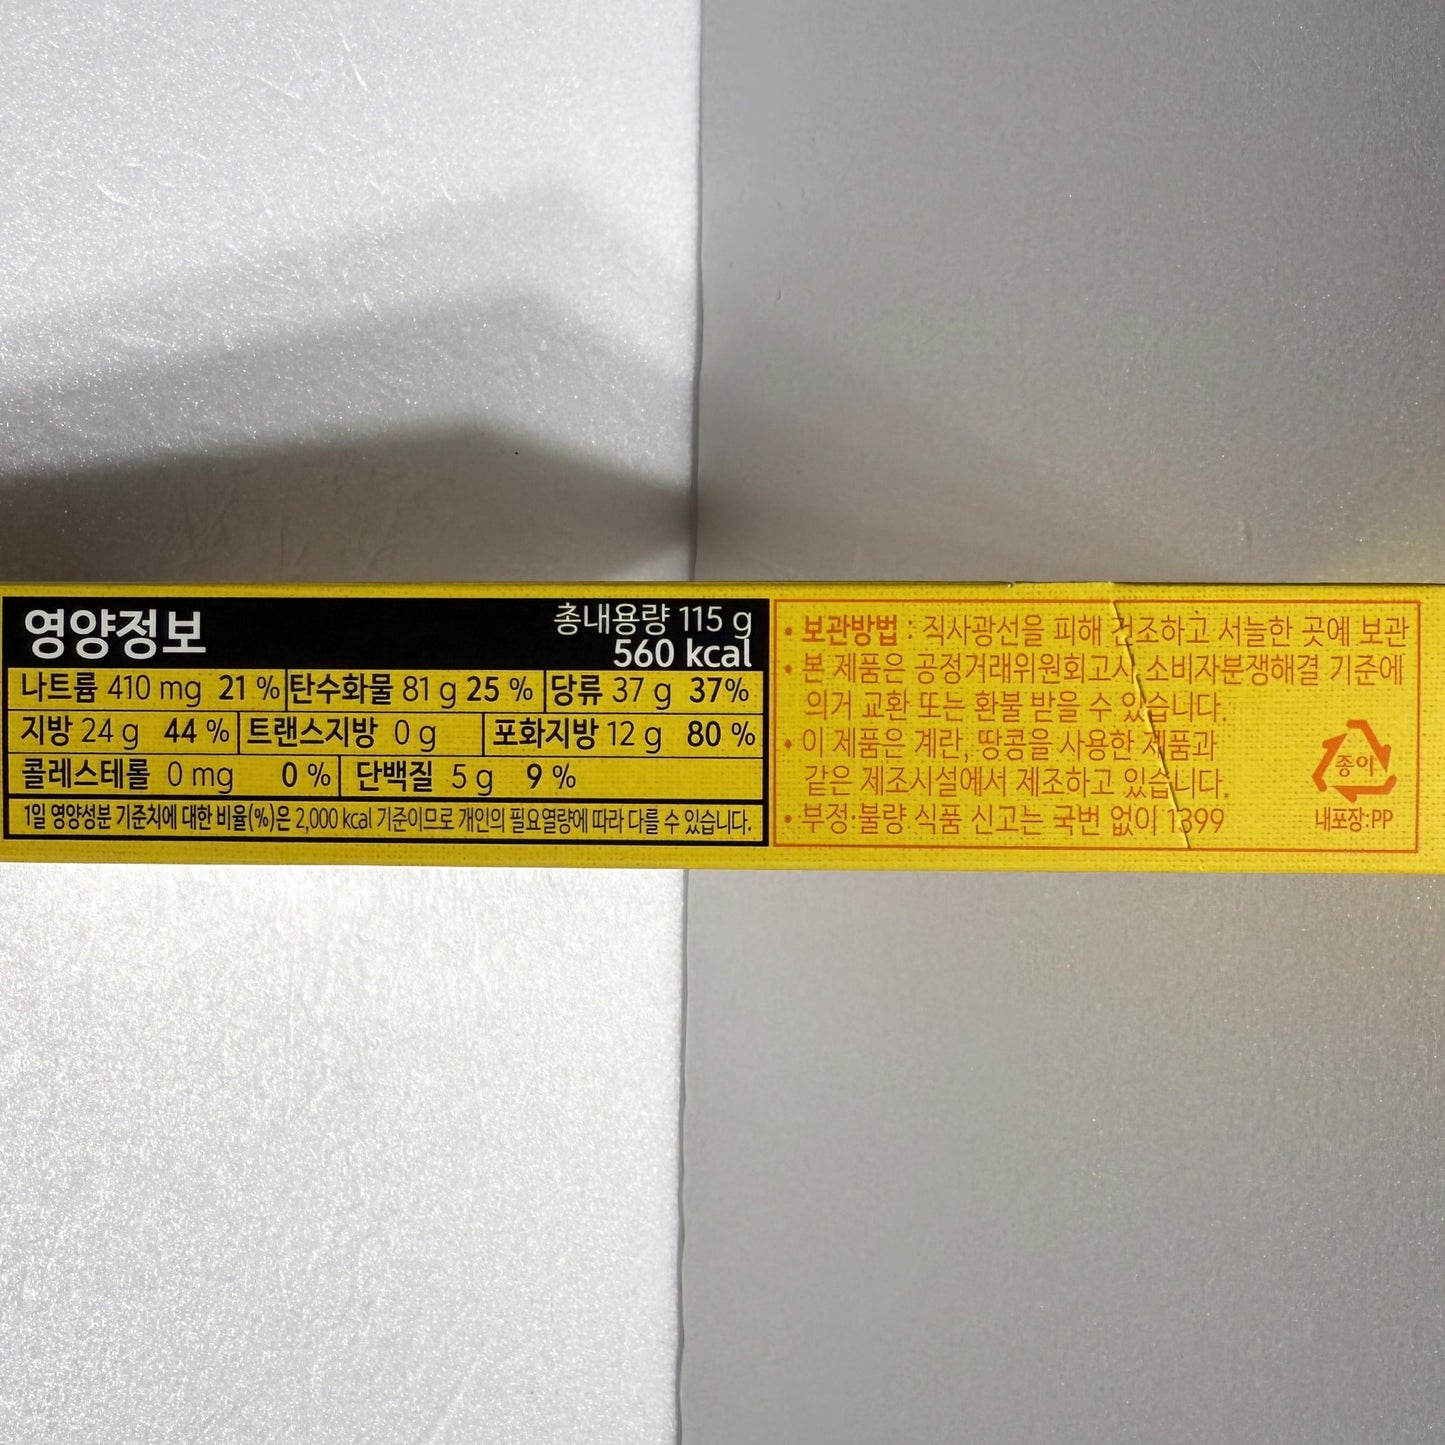 영양정보
총내용량 115 g
560 kcal
나트륨 410 mg 21 % 탄수화물 81 g 25 % 당류 37 g 37%
지방 24 g 44 % 트랜스지방 0 g 포화지방 12 g 80 %
콜레스테롤 0 mg 0 % 단백질 5 g 9 %
1일 영양성분 기준치에 대한 비율(%)은 2,000 kcal 기준이므로 개인의 필요열량에 따라 다를 수 있습니다.
• 보관방법 : 직사광선을 피해 건조하고 서늘한 곳에 보관
• 본 제품은 공정거래위원회고시 소비자분쟁해결 기준에
의거 교환 또는 환불 받을 수 있습니다.
• 이 제품은 계란, 땅콩을 사용한 제품과
같은 제조시설에서 제조하고 있습니다.
• 부정·불량 식품 신고는 국번 없이 1399
종이
내포장:PP